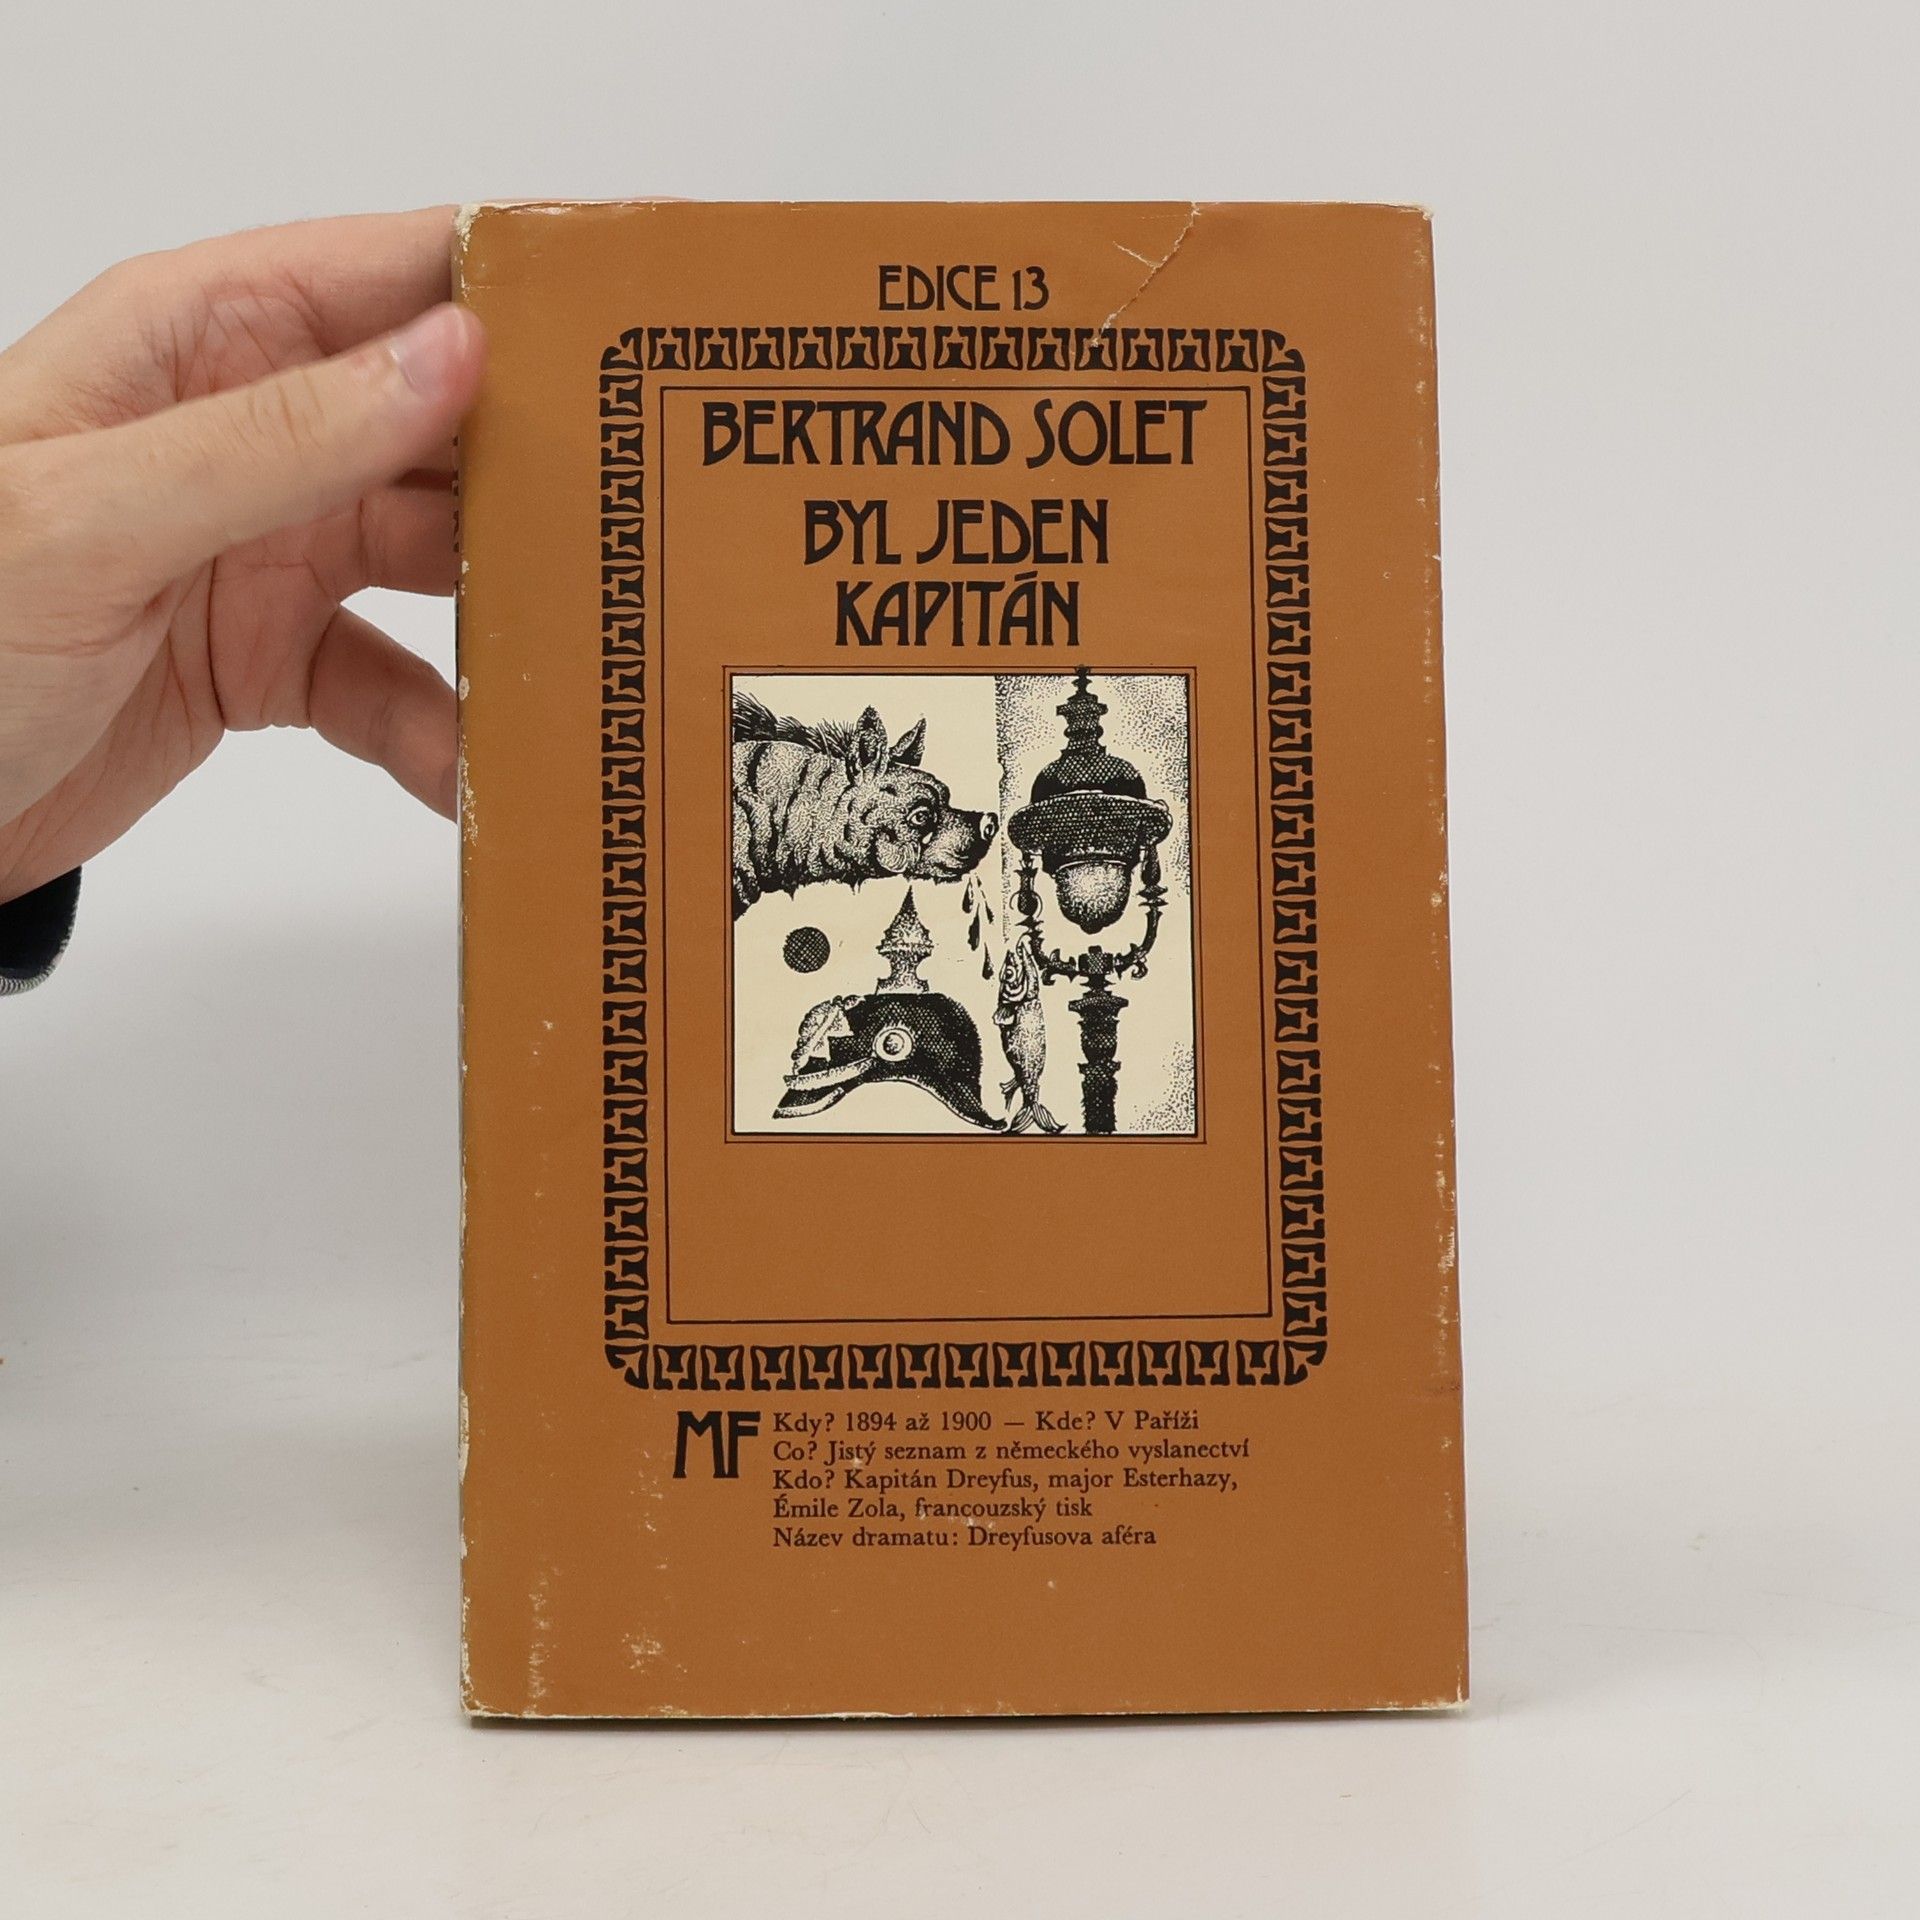 EDICE 13
BERTRAND SOLET
BYL JEDEN
KAPITÁN
MF
Kdy? 1894 až 1900 — Kde? V Paříži
Co? Jistý seznam z německého vyslanectví
Kdo? Kapitán Dreyfus, major Esterhazy,
Émile Zola, francouzský tisk
Název dramatu: Dreyfusova aféra